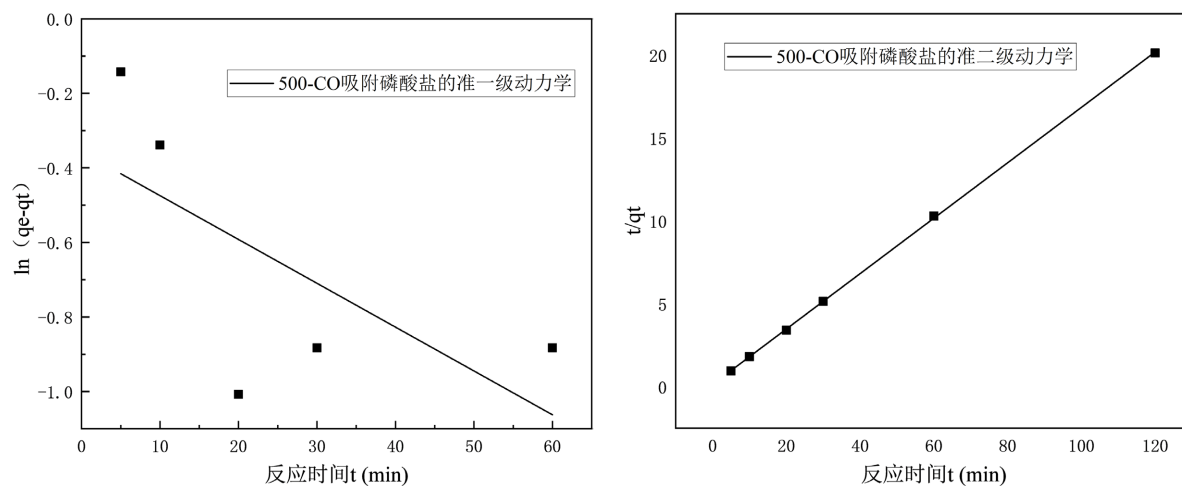 0.0
-0.2
-0.4
-0.6
-0.8
-1.0
ln（qe-qt）
500-CO吸附磷酸盐的准一级动力学
0 10 20 30 40 50 60
反应时间t (min)
20
15
10
5
0
t/qt
500-CO吸附磷酸盐的准二级动力学
0 20 40 60 80 100 120
反应时间t (min)